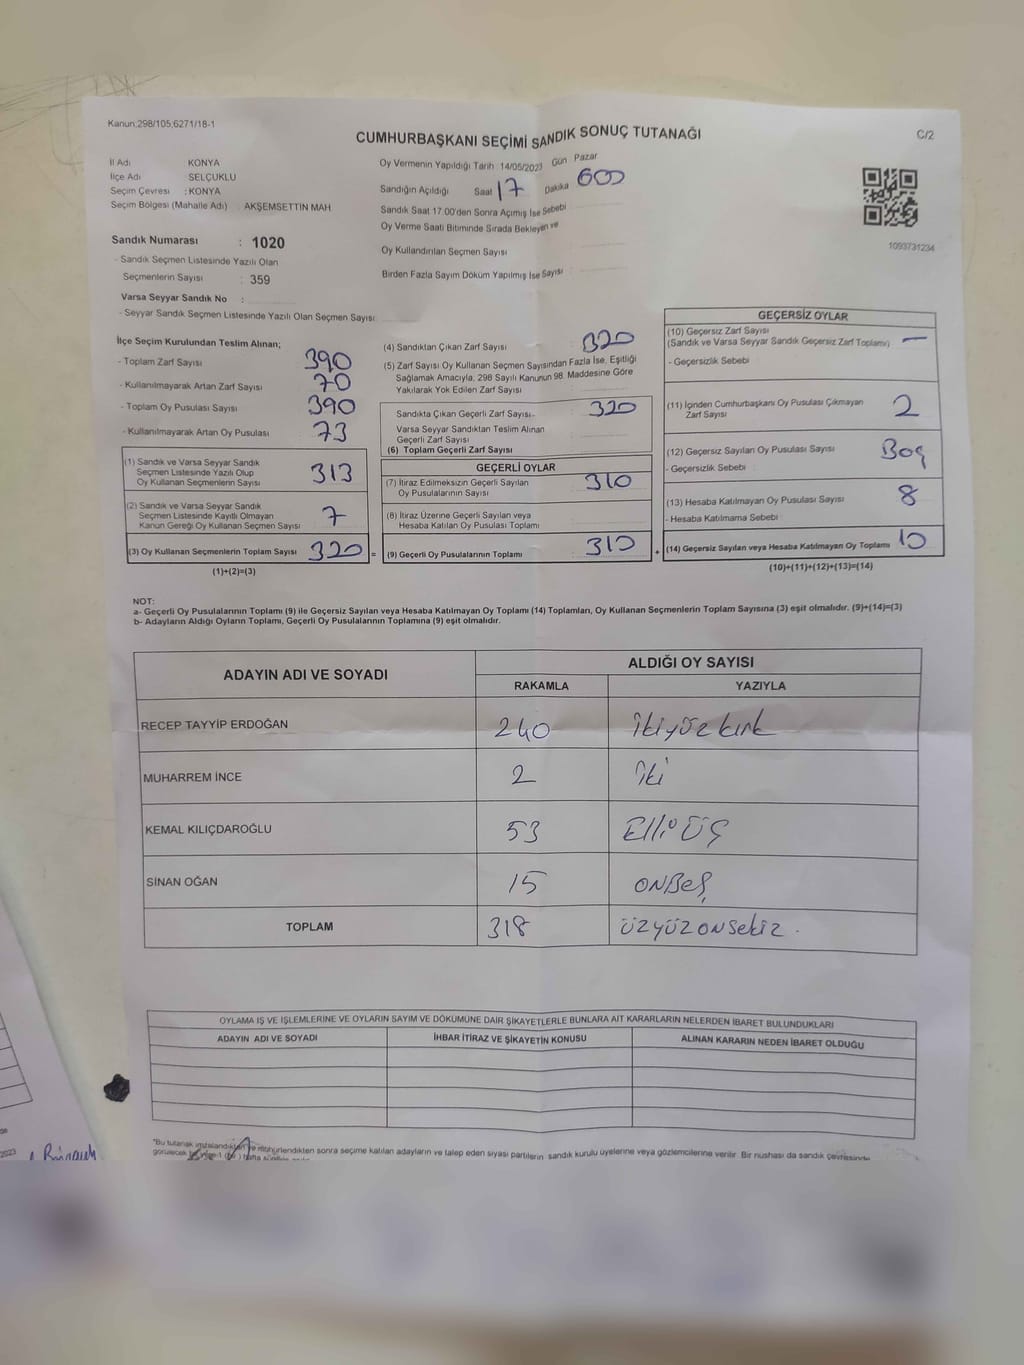 Kanun;298/105;6271/18-1
CUMHURBAŞKANI SEÇİMİ SANDIK SONUÇ TUTANAĞI
C/2
İl Adı KONYA
İlçe Adı SELÇUKLU
Seçim Çevresi : KONYA
Seçim Bölgesi (Mahalle Adı) : AKŞEMSETTIN MAH.
Oy Vermenin Yapıldığı Tarih : 14/05/2023 Gün Pazar
Sandığın Açıldığı Saat 17 Dakika
Sandık Saat 17.00'den Sonra Açımış İse Sebebi
Oy Verme Saati Bitiminde Sırada Bekleyen ve
Oy Kullandırılan Seçmen Sayısı
Birden Fazla Sayım Döküm Yapılmış İse Sayısı
1093731234
Sandık Numarası : 1020
- Sandık Seçmen Listesinde Yazılı Olan
Seçmenlerin Sayısı : 359
Varsa Seyyar Sandık No :
- Seyyar Sandık Seçmen Listesinde Yazılı Olan Seçmen Sayısı:
İlçe Seçim Kurulundan Teslim Alınan;
- Toplam Zarf Sayısı 390
- Kullanılmayarak Artan Zarf Sayısı 70
- Toplam Oy Pusulası Sayısı 390
- Kullanılmayarak Artan Oy Pusulası 73
(1) Sandık ve Varsa Seyyar Sandık
Seçmen Listesinde Yazılı Olup
Oy Kullanan Seçmenlerin Sayısı 313
(2) Sandık ve Varsa Seyyar Sandık
Seçmen Listesinde Kayıtlı Olmayan
Kanun Gereği Oy Kullanan Seçmen Sayısı 7
(3) Oy Kullanan Seçmenlerin Toplam Sayısı 320 =
(1)+(2)=(3)
(4) Sandıktan Çıkan Zarf Sayısı 320
(5) Zarf Sayısı Oy Kullanan Seçmen Sayısından Fazla İse, Eşitliği
Sağlamak Amacıyla, 298 Sayılı Kanunun 98. Maddesine Göre
Yakılarak Yok Edilen Zarf Sayısı
Sandıkta Çıkan Geçerli Zarf Sayısı 320
Varsa Seyyar Sandıktan Teslim Alınan
Geçerli Zarf Sayısı
(6) Toplam Geçerli Zarf Sayısı
GEÇERLİ OYLAR
(7) İtiraz Edilmeksizin Geçerli Sayılan
Oy Pusulalarının Sayısı 310
(8) İtiraz Üzerine Geçerli Sayılan veya
Hesaba Katılan Oy Pusulası Toplamı
(9) Geçerli Oy Pusulalarının Toplamı 310 +
GEÇERSİZ OYLAR
(10) Geçersiz Zarf Sayısı
(Sandık ve Varsa Seyyar Sandık Geçersiz Zarf Toplamı) —
- Geçersizlik Sebebi
(11) İçinden Cumhurbaşkanı Oy Pusulası Çıkmayan
Zarf Sayısı 2
(12) Geçersiz Sayılan Oy Pusulası Sayısı Boş
- Geçersizlik Sebebi
(13) Hesaba Katılmayan Oy Pusulası Sayısı 8
- Hesaba Katılmama Sebebi
(14) Geçersiz Sayılan veya Hesaba Katılmayan Oy Toplamı 10
(10)+(11)+(12)+(13)=(14)
NOT:
a- Geçerli Oy Pusulalarının Toplamı (9) ile Geçersiz Sayılan veya Hesaba Katılmayan Oy Toplamı (14) Toplamları, Oy Kullanan Seçmenlerin Toplam Sayısına (3) eşit olmalıdır. (9)+(14)=(3)
b- Adayların Aldığı Oyların Toplamı, Geçerli Oy Pusulalarının Toplamına (9) eşit olmalıdır.
ADAYIN ADI VE SOYADI ALDIĞI OY SAYISI
RAKAMLA YAZIYLA
RECEP TAYYİP ERDOĞAN 240 ikiyüzkırk
MUHARREM İNCE 2 iki
KEMAL KILIÇDAROĞLU 53 Elli ÜÇ
SİNAN OĞAN 15 ONBEŞ
TOPLAM 318 ÜZYÜZONSEKİZ.
OYLAMA İŞ VE İŞLEMLERİNE VE OYLARIN SAYIM VE DÖKÜMÜNE DAİR ŞİKAYETLERLE BUNLARA AİT KARARLARIN NELERDEN İBARET BULUNDUKLARI
ADAYIN ADI VE SOYADI İHBAR İTİRAZ VE ŞİKAYETİN KONUSU ALINAN KARARIN NEDEN İBARET OLDUĞU
*Bu tutanak imzalandıktan ve mühürlendikten sonra seçime katılan adayların ve talep eden siyasi partilerin sandık kurulu üyelerine veya gözlemcilerine verilir. Bir nushası da sandık çevresinde
görülecek
2023